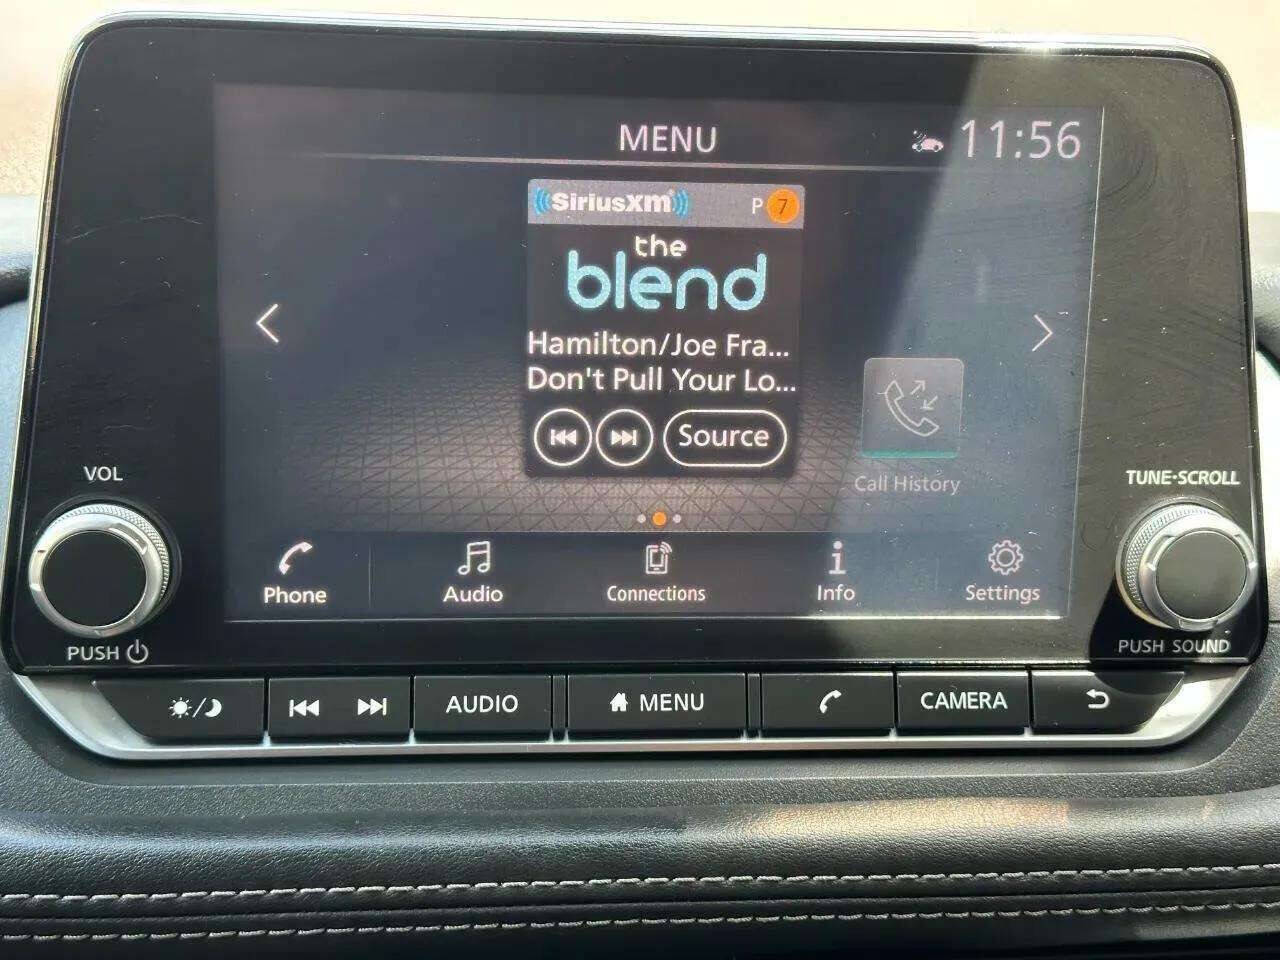 MENU
11:56
SiriusXM
P 7
the
blend
Hamilton/Joe Fra...
Don't Pull Your Lo...
Source
Call History
VOL
TUNE•SCROLL
Phone
Audio
Connections
Info
Settings
PUSH
PUSH SOUND
AUDIO
MENU
CAMERA